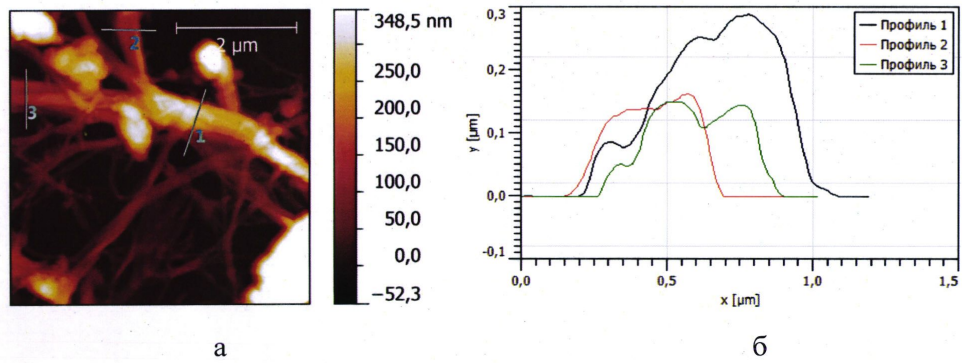 348,5 nm
250,0
200,0
150,0
100,0
50,0
0,0
−52,3
2 µm
2
3
1
0,3
0,2
0,1
0,0
-0,1
y [µm]
Профиль 1
Профиль 2
Профиль 3
0,0 0,5 1,0 1,5
x [µm]
а б